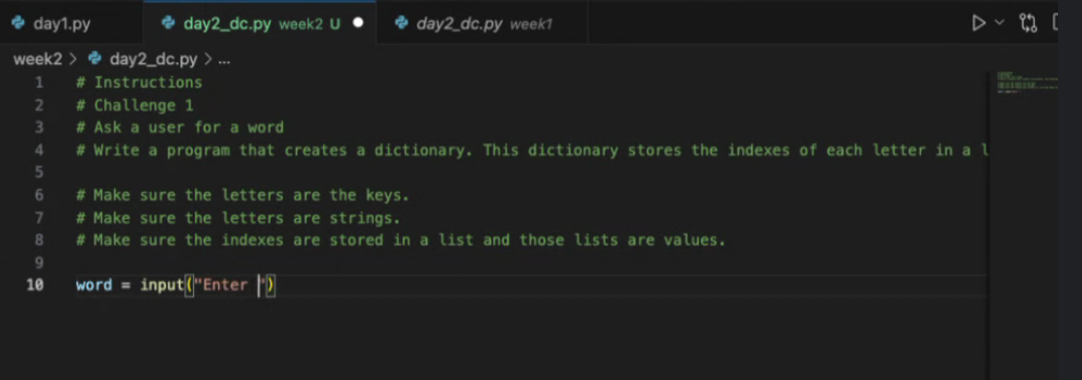 day1.py day2_dc.py week2 U day2_dc.py week1
week2 > day2_dc.py > ...
1 # Instructions
2 # Challenge 1
3 # Ask a user for a word
4 # Write a program that creates a dictionary. This dictionary stores the indexes of each letter in a l
5
6 # Make sure the letters are the keys.
7 # Make sure the letters are strings.
8 # Make sure the indexes are stored in a list and those lists are values.
9
10 word = input("Enter ")